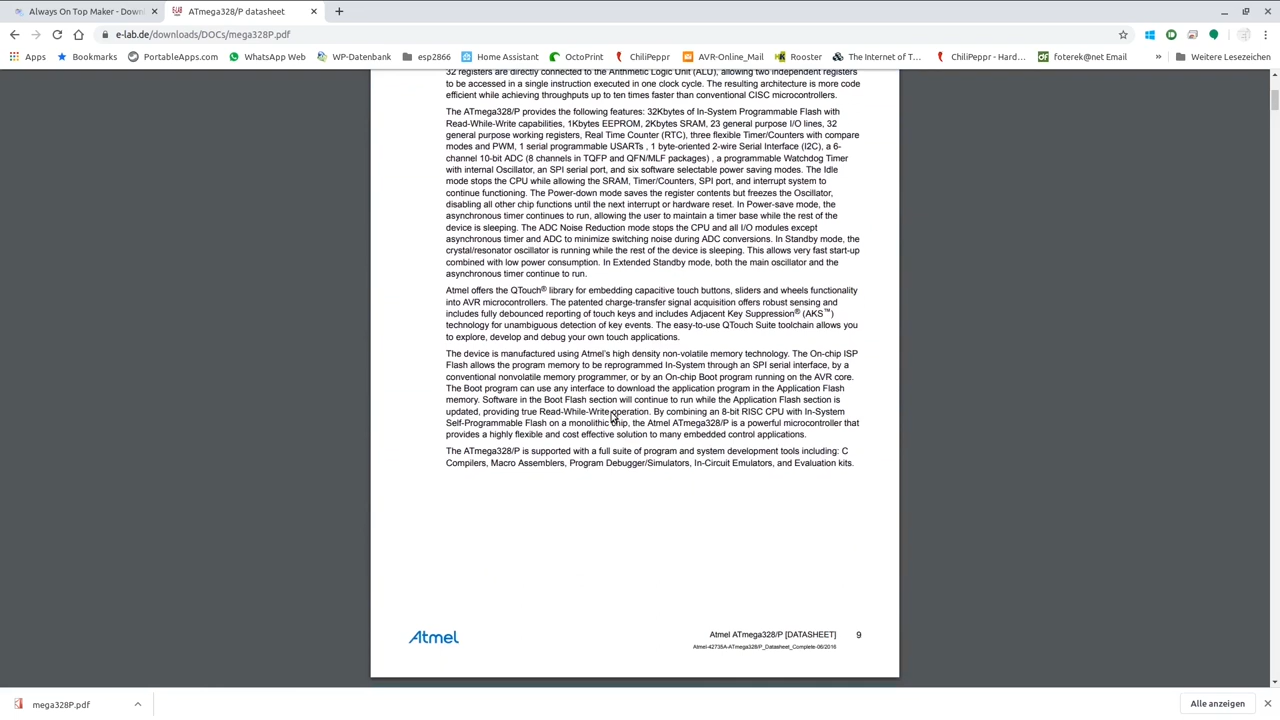 Always On Top Maker - Downl
ATmega328/P datasheet
e-lab.de/downloads/DOCs/mega328P.pdf
Apps
Bookmarks
PortableApps.com
WhatsApp Web
WP-Datenbank
esp2866
Home Assistant
OctoPrint
ChiliPeppr
AVR-Online_Mail
Rooster
The Internet of T…
ChiliPeppr - Hard…
foterek@net Email
»
Weitere Lesezeichen
32 registers are directly connected to the Arithmetic Logic Unit (ALU), allowing two independent registers
to be accessed in a single instruction executed in one clock cycle. The resulting architecture is more code
efficient while achieving throughputs up to ten times faster than conventional CISC microcontrollers.
The ATmega328/P provides the following features: 32Kbytes of In-System Programmable Flash with
Read-While-Write capabilities, 1Kbytes EEPROM, 2Kbytes SRAM, 23 general purpose I/O lines, 32
general purpose working registers, Real Time Counter (RTC), three flexible Timer/Counters with compare
modes and PWM, 1 serial programmable USARTs , 1 byte-oriented 2-wire Serial Interface (I2C), a 6-
channel 10-bit ADC (8 channels in TQFP and QFN/MLF packages) , a programmable Watchdog Timer
with internal Oscillator, an SPI serial port, and six software selectable power saving modes. The Idle
mode stops the CPU while allowing the SRAM, Timer/Counters, SPI port, and interrupt system to
continue functioning. The Power-down mode saves the register contents but freezes the Oscillator,
disabling all other chip functions until the next interrupt or hardware reset. In Power-save mode, the
asynchronous timer continues to run, allowing the user to maintain a timer base while the rest of the
device is sleeping. The ADC Noise Reduction mode stops the CPU and all I/O modules except
asynchronous timer and ADC to minimize switching noise during ADC conversions. In Standby mode, the
crystal/resonator oscillator is running while the rest of the device is sleeping. This allows very fast start-up
combined with low power consumption. In Extended Standby mode, both the main oscillator and the
asynchronous timer continue to run.
Atmel offers the QTouch® library for embedding capacitive touch buttons, sliders and wheels functionality
into AVR microcontrollers. The patented charge-transfer signal acquisition offers robust sensing and
includes fully debounced reporting of touch keys and includes Adjacent Key Suppression® (AKS™)
technology for unambiguous detection of key events. The easy-to-use QTouch Suite toolchain allows you
to explore, develop and debug your own touch applications.
The device is manufactured using Atmel's high density non-volatile memory technology. The On-chip ISP
Flash allows the program memory to be reprogrammed In-System through an SPI serial interface, by a
conventional nonvolatile memory programmer, or by an On-chip Boot program running on the AVR core.
The Boot program can use any interface to download the application program in the Application Flash
memory. Software in the Boot Flash section will continue to run while the Application Flash section is
updated, providing true Read-While-Write operation. By combining an 8-bit RISC CPU with In-System
Self-Programmable Flash on a monolithic chip, the Atmel ATmega328/P is a powerful microcontroller that
provides a highly flexible and cost effective solution to many embedded control applications.
The ATmega328/P is supported with a full suite of program and system development tools including: C
Compilers, Macro Assemblers, Program Debugger/Simulators, In-Circuit Emulators, and Evaluation kits.
Atmel
Atmel ATmega328/P [DATASHEET] 9
Atmel-42735A-ATmega328/P_Datasheet_Complete-06/2016
mega328P.pdf
Alle anzeigen